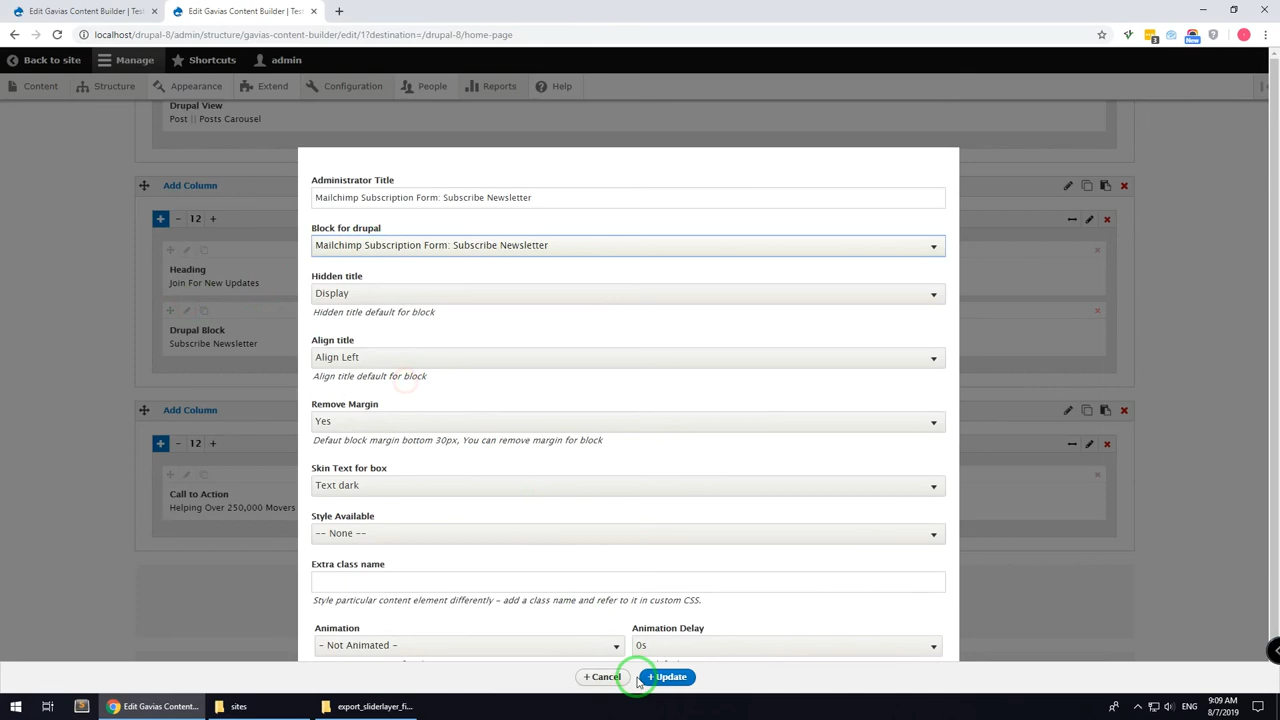 Edit Gavias Content Builder | Tes
Edit Gavias Content Builder | Tes
localhost/drupal-8/admin/structure/gavias-content-builder/edit/1?destination=/drupal-8/home-page
3
New
Back to site
Manage
Shortcuts
admin
Content
Structure
Appearance
Extend
Configuration
People
Reports
Help
Drupal View
Post || Posts Carousel
Add Column
- 12 +
Heading
Join For New Updates
Drupal Block
Subscribe Newsletter
Add Column
- 12 +
Call to Action
Helping Over 250,000 Movers
Administrator Title
Mailchimp Subscription Form: Subscribe Newsletter
Block for drupal
Mailchimp Subscription Form: Subscribe Newsletter
Hidden title
Display
Hidden title default for block
Align title
Align Left
Align title default for block
Remove Margin
Yes
Defaut block margin bottom 30px, You can remove margin for block
Skin Text for box
Text dark
Style Available
-- None --
Extra class name
Style particular content element differently - add a class name and refer to it in custom CSS.
Animation
Animation Delay
- Not Animated -
0s
+ Cancel
+ Update
Edit Gavias Content...
sites
export_sliderlayer_fi...
ENG
9:09 AM
8/7/2019